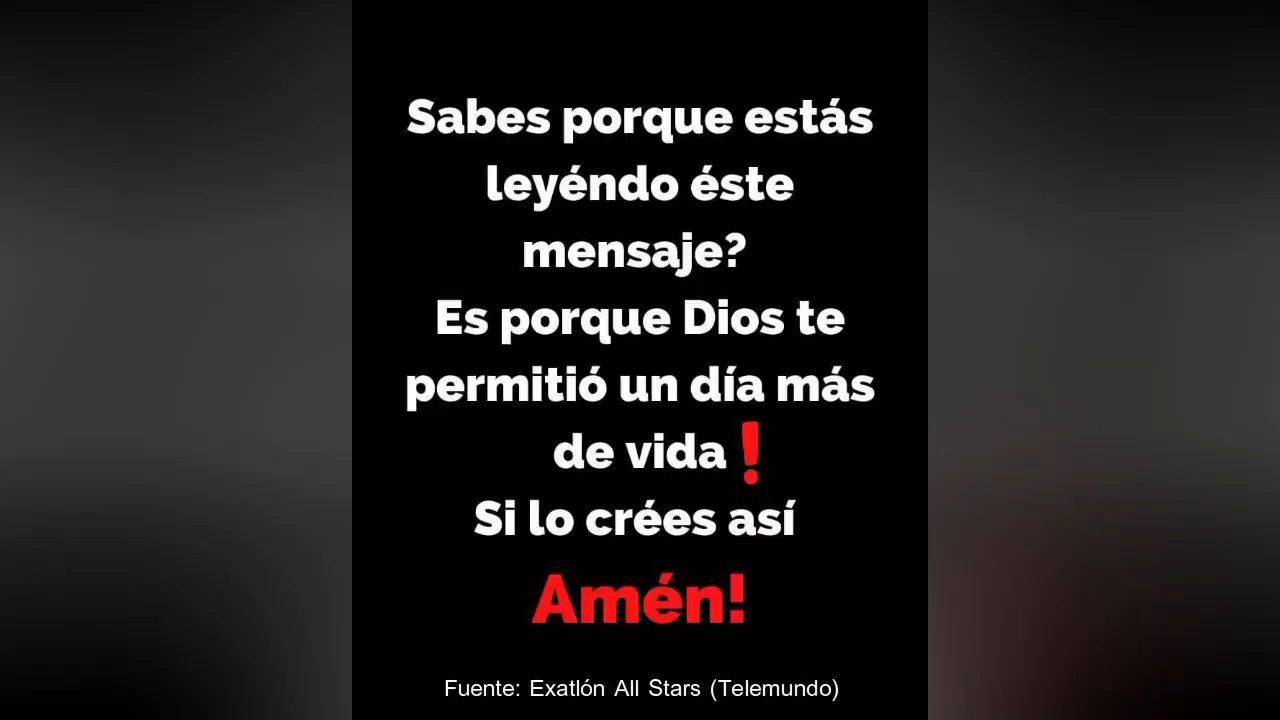 Sabes porque estás
leyéndo éste
mensaje?
Es porque Dios te
permitió un día más
de vida❗
Si lo crées así
Amén!
Fuente: Exatlón All Stars (Telemundo)